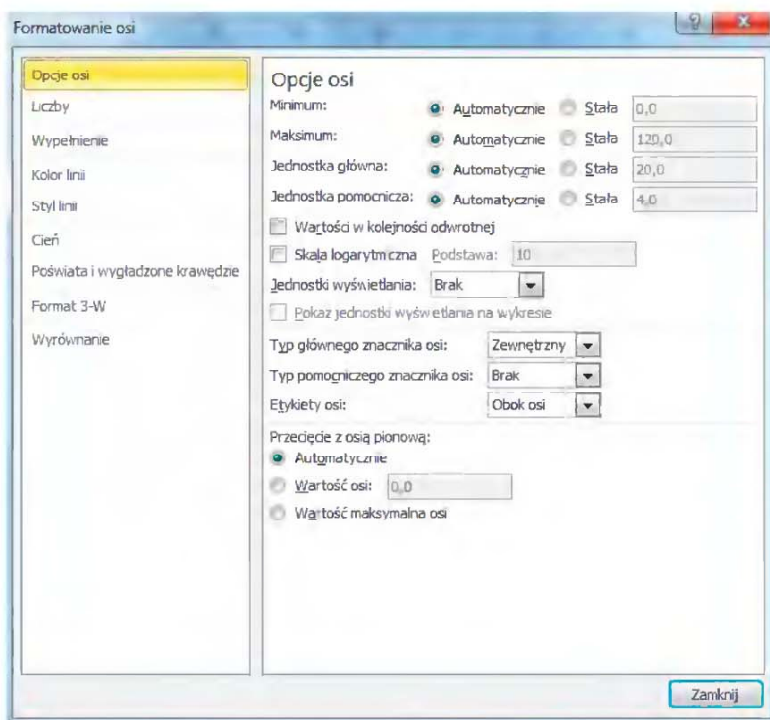 Formatowanie osi
Opcje osi
Liczby
Wypełnienie
Kolor linii
Styl linii
Cień
Poświata i wygładzone krawędzie
Format 3-W
Wyrównanie
Opcje osi
Minimum: Automatycznie Stała 0,0
Maksimum: Automatycznie Stała 120,0
Jednostka główna: Automatycznie Stała 20,0
Jednostka pomocnicza: Automatycznie Stała 4,0
Wartości w kolejności odwrotnej
Skala logarytmiczna Podstawa: 10
Jednostki wyświetlania: Brak
Pokaż jednostki wyświetlania na wykresie
Typ głównego znacznika osi: Zewnętrzny
Typ pomocniczego znacznika osi: Brak
Etykiety osi: Obok osi
Przecięcie z osią pionową:
Automatycznie
Wartość osi: 0,0
Wartość maksymalna osi
Zamknij